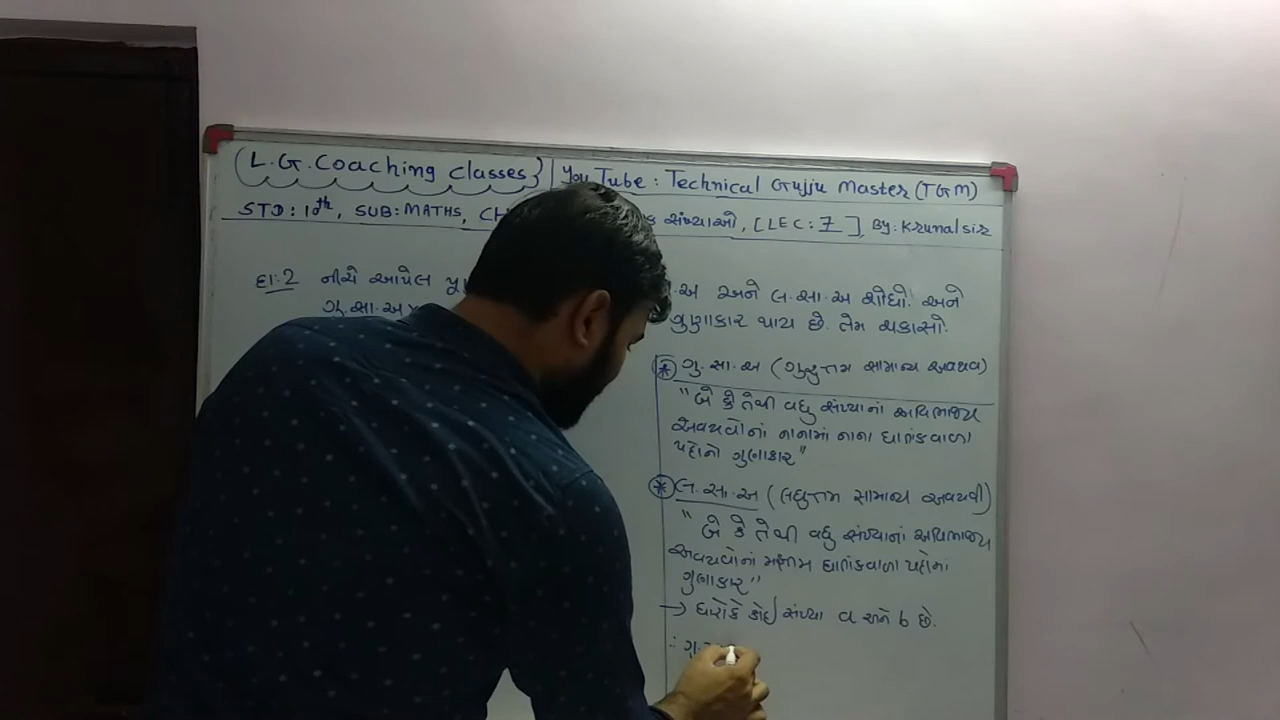 L.G.Coaching classes | You Tube : Technical Gujju Master (TGM)
STD : 10th, SUB: MATHS, CH સંખ્યાઓ, [LEC : 7], By: Krunal sir
દા:2 નીચે આપેલ .અ અને લ.સા.અ શોધો. અને
ગુ.સા.અ ગુણાકાર થાય છે. તેમ ચકાસો.
* ગુ.સા.અ (ગુરુત્તમ સામાન્ય અવયવ)
"બે કે તેથી વધુ સંખ્યાનાં અવિભાજ્ય
અવયવોનાં નાનામાં નાના ઘાતાંકવાળા
પદોનો ગુણાકાર"
* લ.સા.અ (લઘુત્તમ સામાન્ય અવયવી)
"બે કે તેથી વધુ સંખ્યાનાં અવિભાજ્ય
અવયવોનાં મહત્તમ ઘાતાંકવાળા પદોના
ગુણાકાર"
→ ધારોકે કોઈ સંખ્યા a અને b છે.
∴ ગુ.